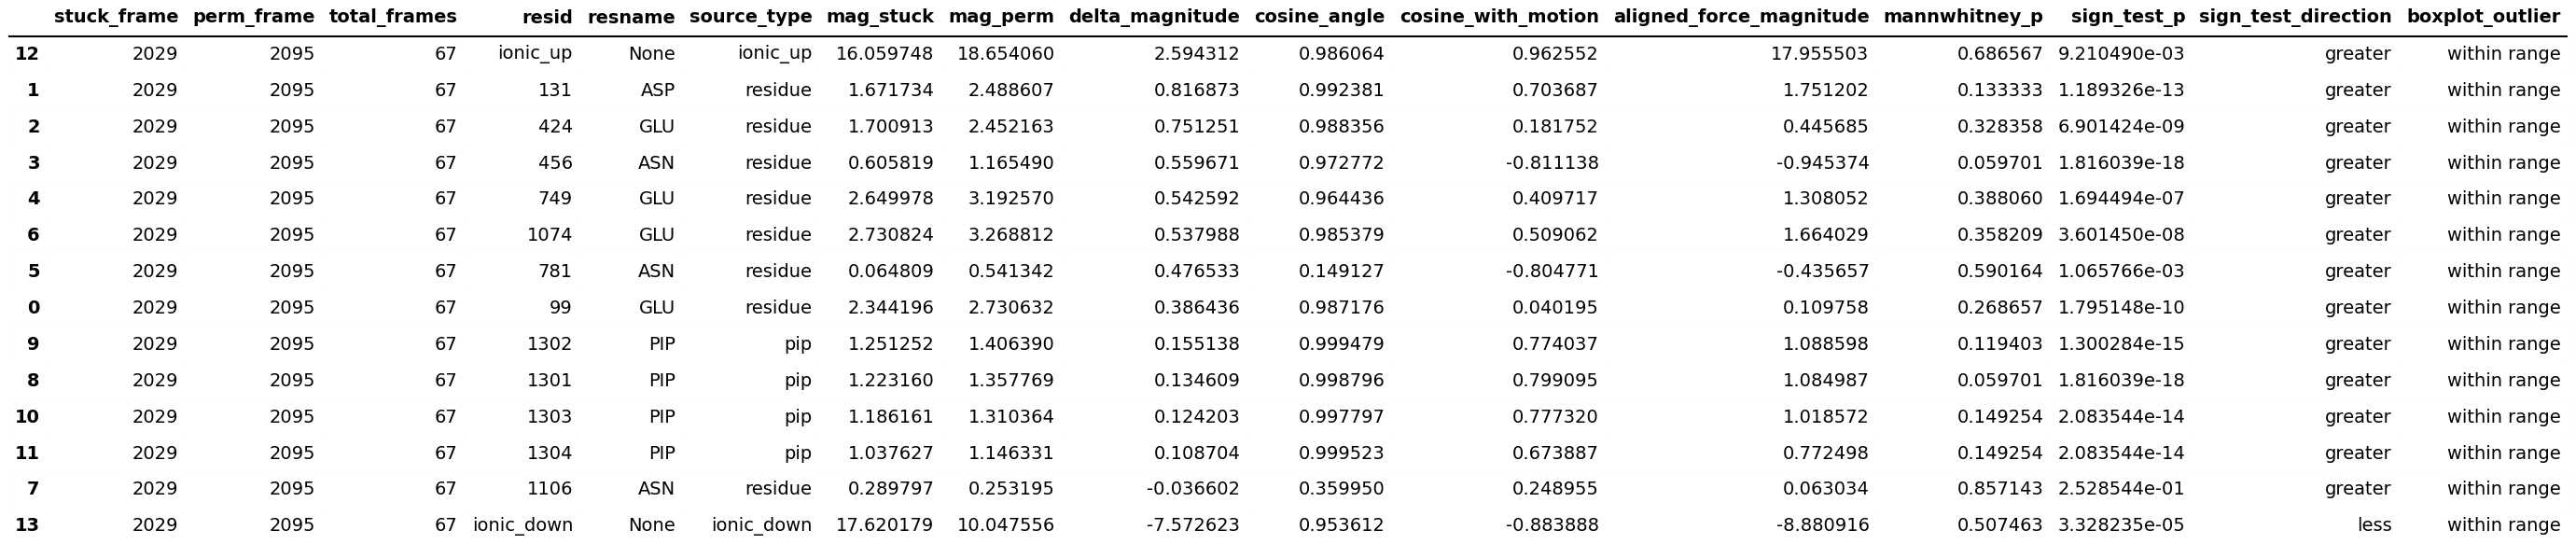 stuck_frame perm_frame total_frames resid resname source_type mag_stuck mag_perm delta_magnitude cosine_angle cosine_with_motion aligned_force_magnitude mannwhitney_p sign_test_p sign_test_direction boxplot_outlier
12 2029 2095 67 ionic_up None ionic_up 16.059748 18.654060 2.594312 0.986064 0.962552 17.955503 0.686567 9.210490e-03 greater within range
1 2029 2095 67 131 ASP residue 1.671734 2.488607 0.816873 0.992381 0.703687 1.751202 0.133333 1.189326e-13 greater within range
2 2029 2095 67 424 GLU residue 1.700913 2.452163 0.751251 0.988356 0.181752 0.445685 0.328358 6.901424e-09 greater within range
3 2029 2095 67 456 ASN residue 0.605819 1.165490 0.559671 0.972772 -0.811138 -0.945374 0.059701 1.816039e-18 greater within range
4 2029 2095 67 749 GLU residue 2.649978 3.192570 0.542592 0.964436 0.409717 1.308052 0.388060 1.694494e-07 greater within range
6 2029 2095 67 1074 GLU residue 2.730824 3.268812 0.537988 0.985379 0.509062 1.664029 0.358209 3.601450e-08 greater within range
5 2029 2095 67 781 ASN residue 0.064809 0.541342 0.476533 0.149127 -0.804771 -0.435657 0.590164 1.065766e-03 greater within range
0 2029 2095 67 99 GLU residue 2.344196 2.730632 0.386436 0.987176 0.040195 0.109758 0.268657 1.795148e-10 greater within range
9 2029 2095 67 1302 PIP pip 1.251252 1.406390 0.155138 0.999479 0.774037 1.088598 0.119403 1.300284e-15 greater within range
8 2029 2095 67 1301 PIP pip 1.223160 1.357769 0.134609 0.998796 0.799095 1.084987 0.059701 1.816039e-18 greater within range
10 2029 2095 67 1303 PIP pip 1.186161 1.310364 0.124203 0.997797 0.777320 1.018572 0.149254 2.083544e-14 greater within range
11 2029 2095 67 1304 PIP pip 1.037627 1.146331 0.108704 0.999523 0.673887 0.772498 0.149254 2.083544e-14 greater within range
7 2029 2095 67 1106 ASN residue 0.289797 0.253195 -0.036602 0.359950 0.248955 0.063034 0.857143 2.528544e-01 greater within range
13 2029 2095 67 ionic_down None ionic_down 17.620179 10.047556 -7.572623 0.953612 -0.883888 -8.880916 0.507463 3.328235e-05 less within range